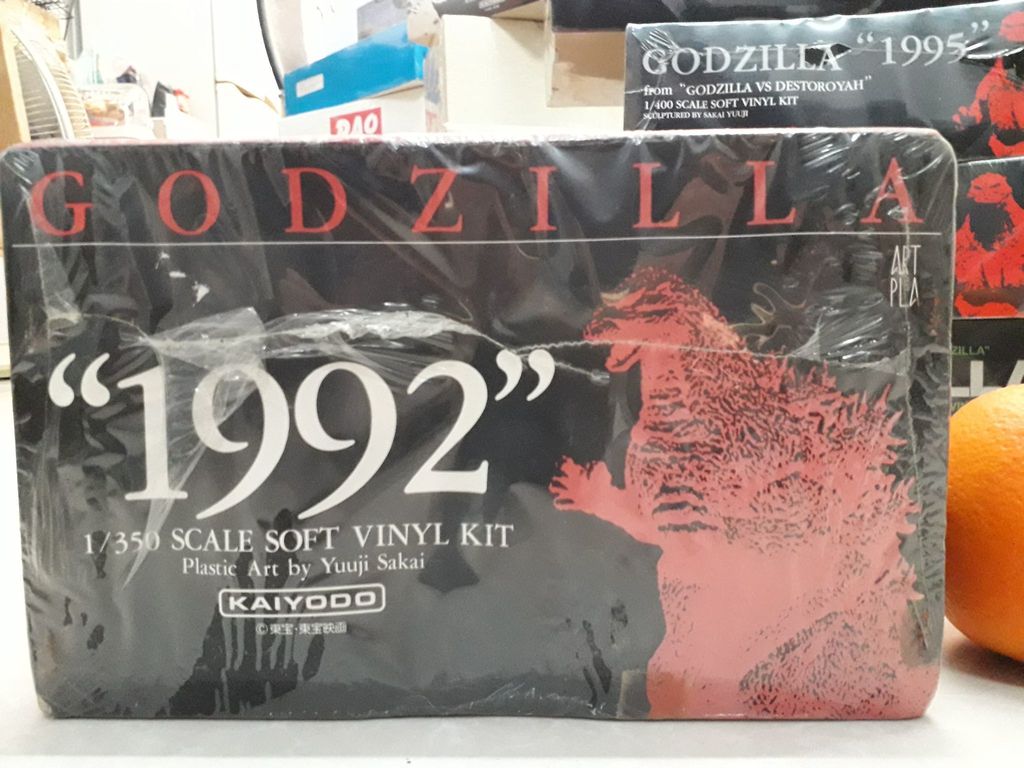 GODZILLA "1995"
from "GODZILLA VS DESTOROYAH"
1/400 SCALE SOFT VINYL KIT
SCULPTURED BY SAKAI YUUJI
GODZILLA
ART
PLA
"1992"
1/350 SCALE SOFT VINYL KIT
Plastic Art by Yuuji Sakai
KAIYODO
©東宝・東宝映画
ZILLA"